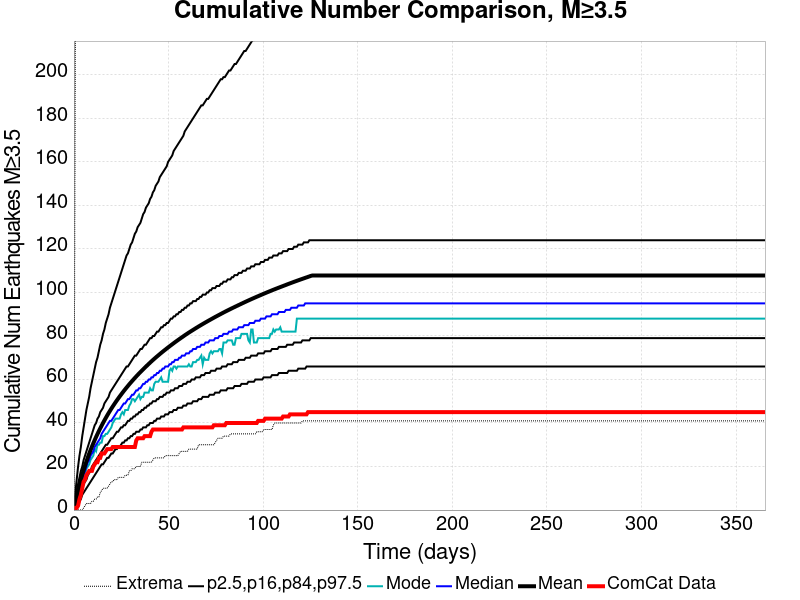 Cumulative Number Comparison, M≥3.5
Cumulative Num Earthquakes M≥3.5
200
180
160
140
120
100
80
60
40
20
0
0 50 100 150 200 250 300 350
Time (days)
Extrema p2.5,p16,p84,p97.5 Mode Median Mean ComCat Data